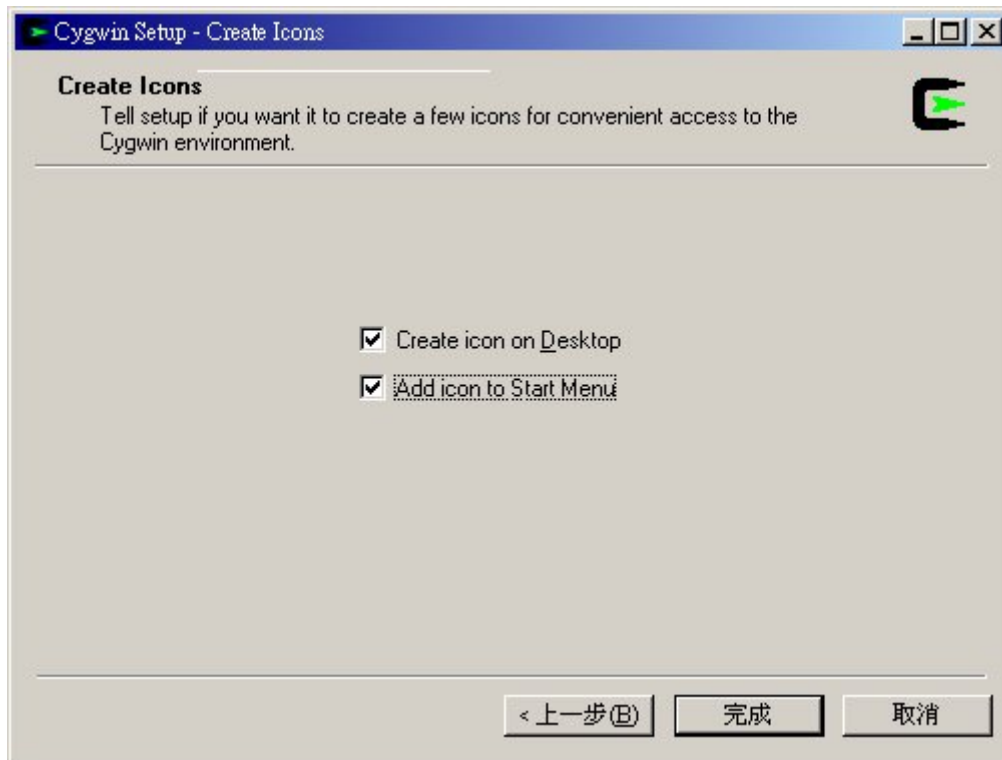 Cygwin Setup - Create Icons
Create Icons
Tell setup if you want it to create a few icons for convenient access to the
Cygwin environment.
Create icon on Desktop
Add icon to Start Menu
< 上一步(B)
完成
取消